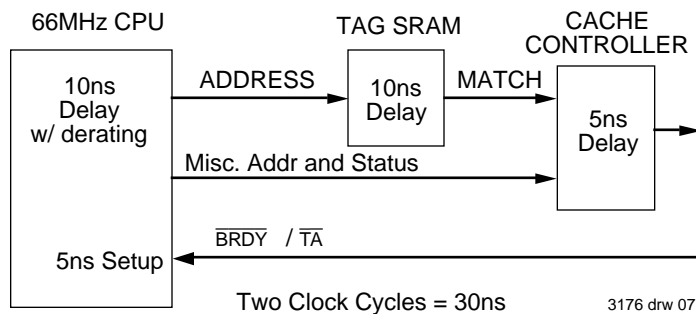 66MHz CPU
TAG SRAM
CACHE
CONTROLLER
10ns
Delay
w/ derating
ADDRESS
10ns
Delay
MATCH
5ns
Delay
Misc. Addr and Status
BRDY / TA
5ns Setup
Two Clock Cycles = 30ns
3176 drw 07